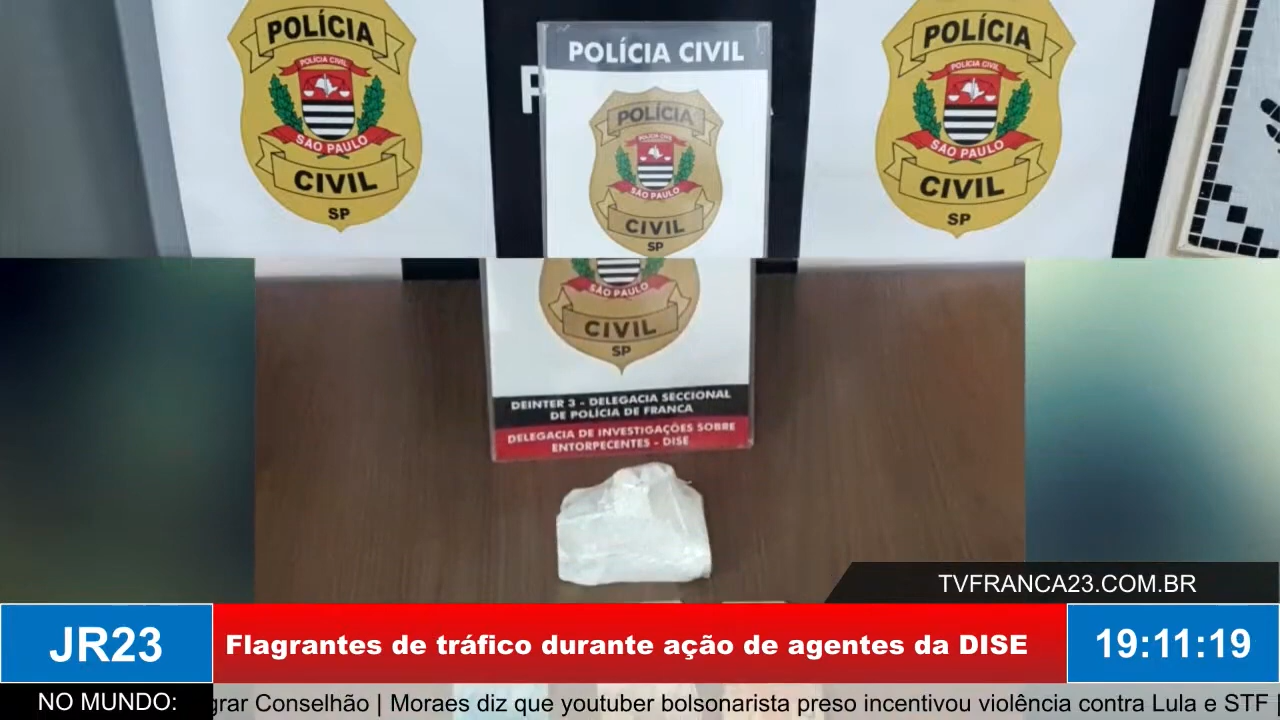 POLÍCIA
POLÍCIA CIVIL
SÃO PAULO
CIVIL
SP
POLÍCIA CIVIL
POLÍCIA
POLÍCIA CIVIL
SÃO PAULO
CIVIL
SP
POLÍCIA
POLÍCIA CIVIL
SÃO PAULO
CIVIL
SP
SÃO PAULO
CIVIL
SP
DEINTER 3 - DELEGACIA SECCIONAL
DE POLÍCIA DE FRANCA
DELEGACIA DE INVESTIGAÇÕES SOBRE
ENTORPECENTES - DISE
TVFRANCA23.COM.BR
JR23
Flagrantes de tráfico durante ação de agentes da DISE
19:11:19
NO MUNDO:
grar Conselhão | Moraes diz que youtuber bolsonarista preso incentivou violência contra Lula e STF |